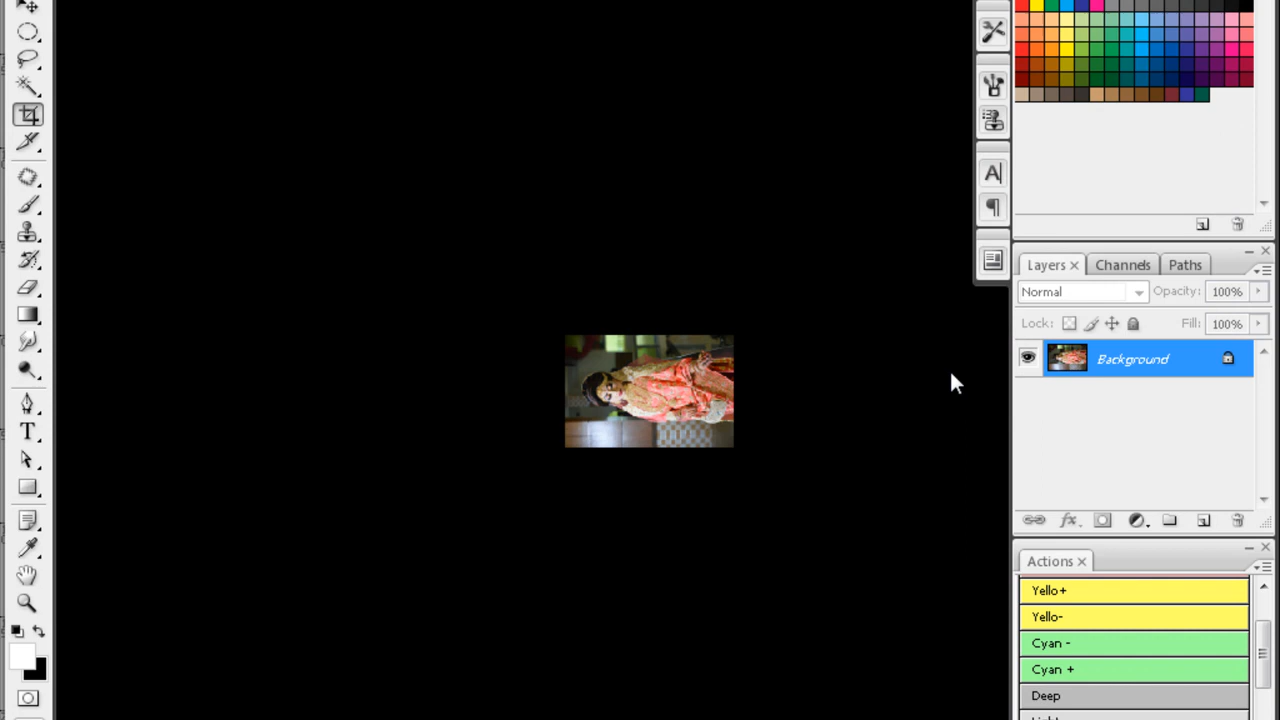 Layers
Channels
Paths
Normal
Opacity: 100%
Lock:
Fill: 100%
Background
Actions
Yello+
Yello-
Cyan -
Cyan +
Deep